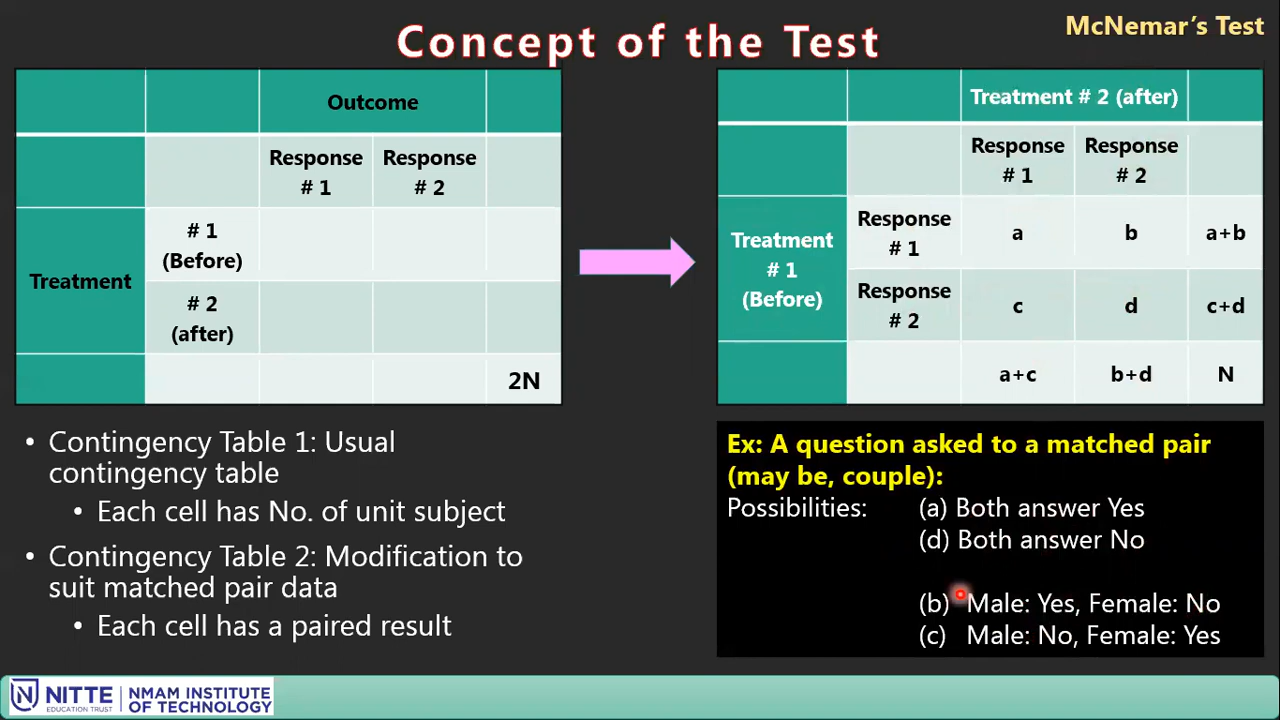 McNemar's Test
Concept of the Test
Outcome
Response Response
# 1 # 2
Treatment
# 1
(Before)
# 2
(after)
2N
Treatment # 2 (after)
Response Response
# 1 # 2
Treatment
# 1
(Before)
Response
# 1
a b a+b
Response
# 2
c d c+d
a+c b+d N
• Contingency Table 1: Usual
contingency table
• Each cell has No. of unit subject
• Contingency Table 2: Modification to
suit matched pair data
• Each cell has a paired result
Ex: A question asked to a matched pair
(may be, couple):
Possibilities: (a) Both answer Yes
(d) Both answer No
(b) Male: Yes, Female: No
(c) Male: No, Female: Yes
NITTE
EDUCATION TRUST
NMAM INSTITUTE
OF TECHNOLOGY